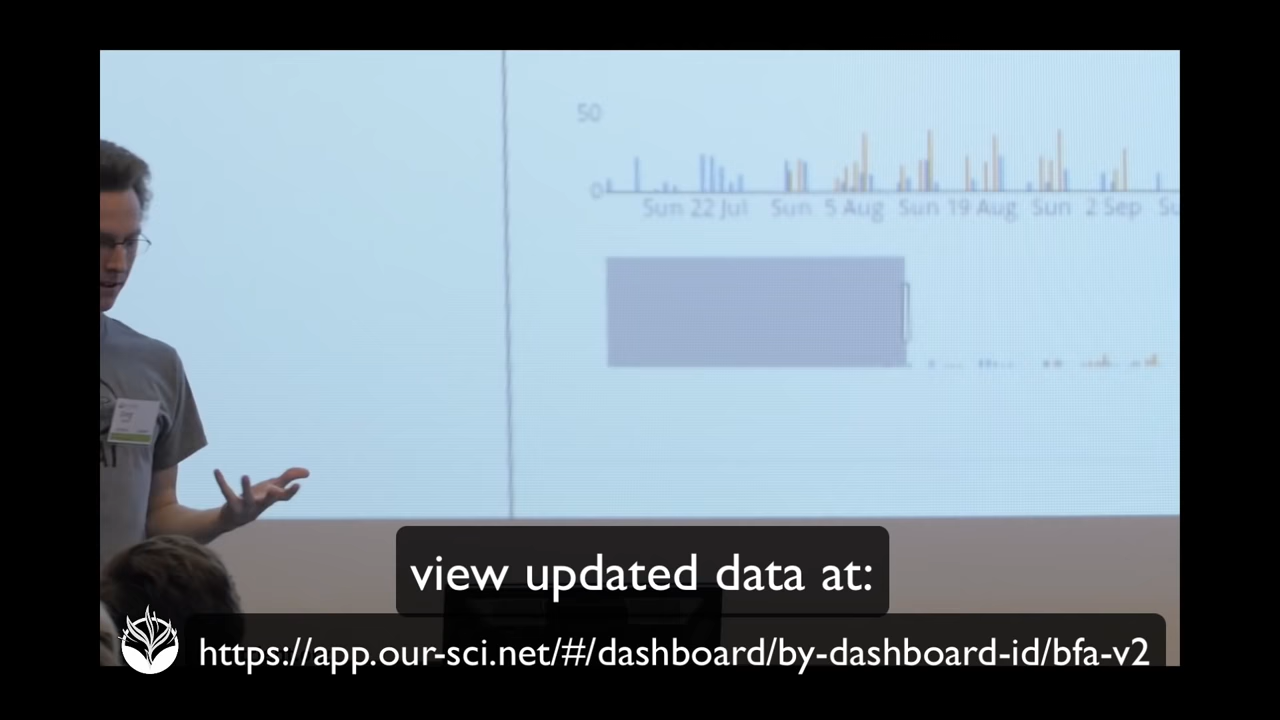 50
0
Sun 22 Jul Sun 5 Aug Sun 19 Aug Sun 2 Sep
view updated data at:
https://app.our-sci.net/#/dashboard/by-dashboard-id/bfa-v2